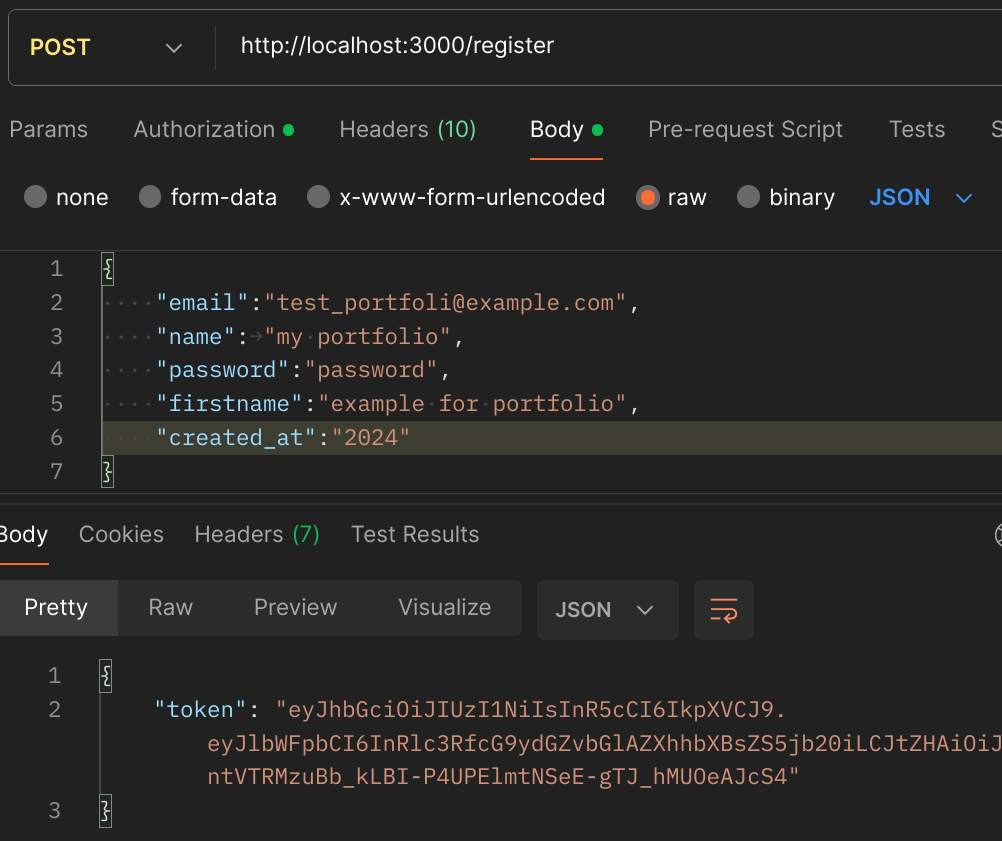 POST http://localhost:3000/register
Params Authorization Headers (10) Body Pre-request Script Tests S
none form-data x-www-form-urlencoded raw binary JSON
1 {
2 "email":"test_portfoli@example.com",
3 "name": "my portfolio",
4 "password":"password",
5 "firstname":"example for portfolio",
6 "created_at":"2024"
7 }
Body Cookies Headers (7) Test Results
Pretty Raw Preview Visualize JSON
1 {
2 "token": "eyJhbGciOiJIUzI1NiIsInR5cCI6IkpXVCJ9.
eyJlbWFpbCI6InRlc3RfcG9ydGZvbGlAZXhhbXBsZS5jb20iLCJtZHAiOiJ
ntVTRMzuBb_kLBI-P4UPElmtNSeE-gTJ_hMUOeAJcS4"
3 }